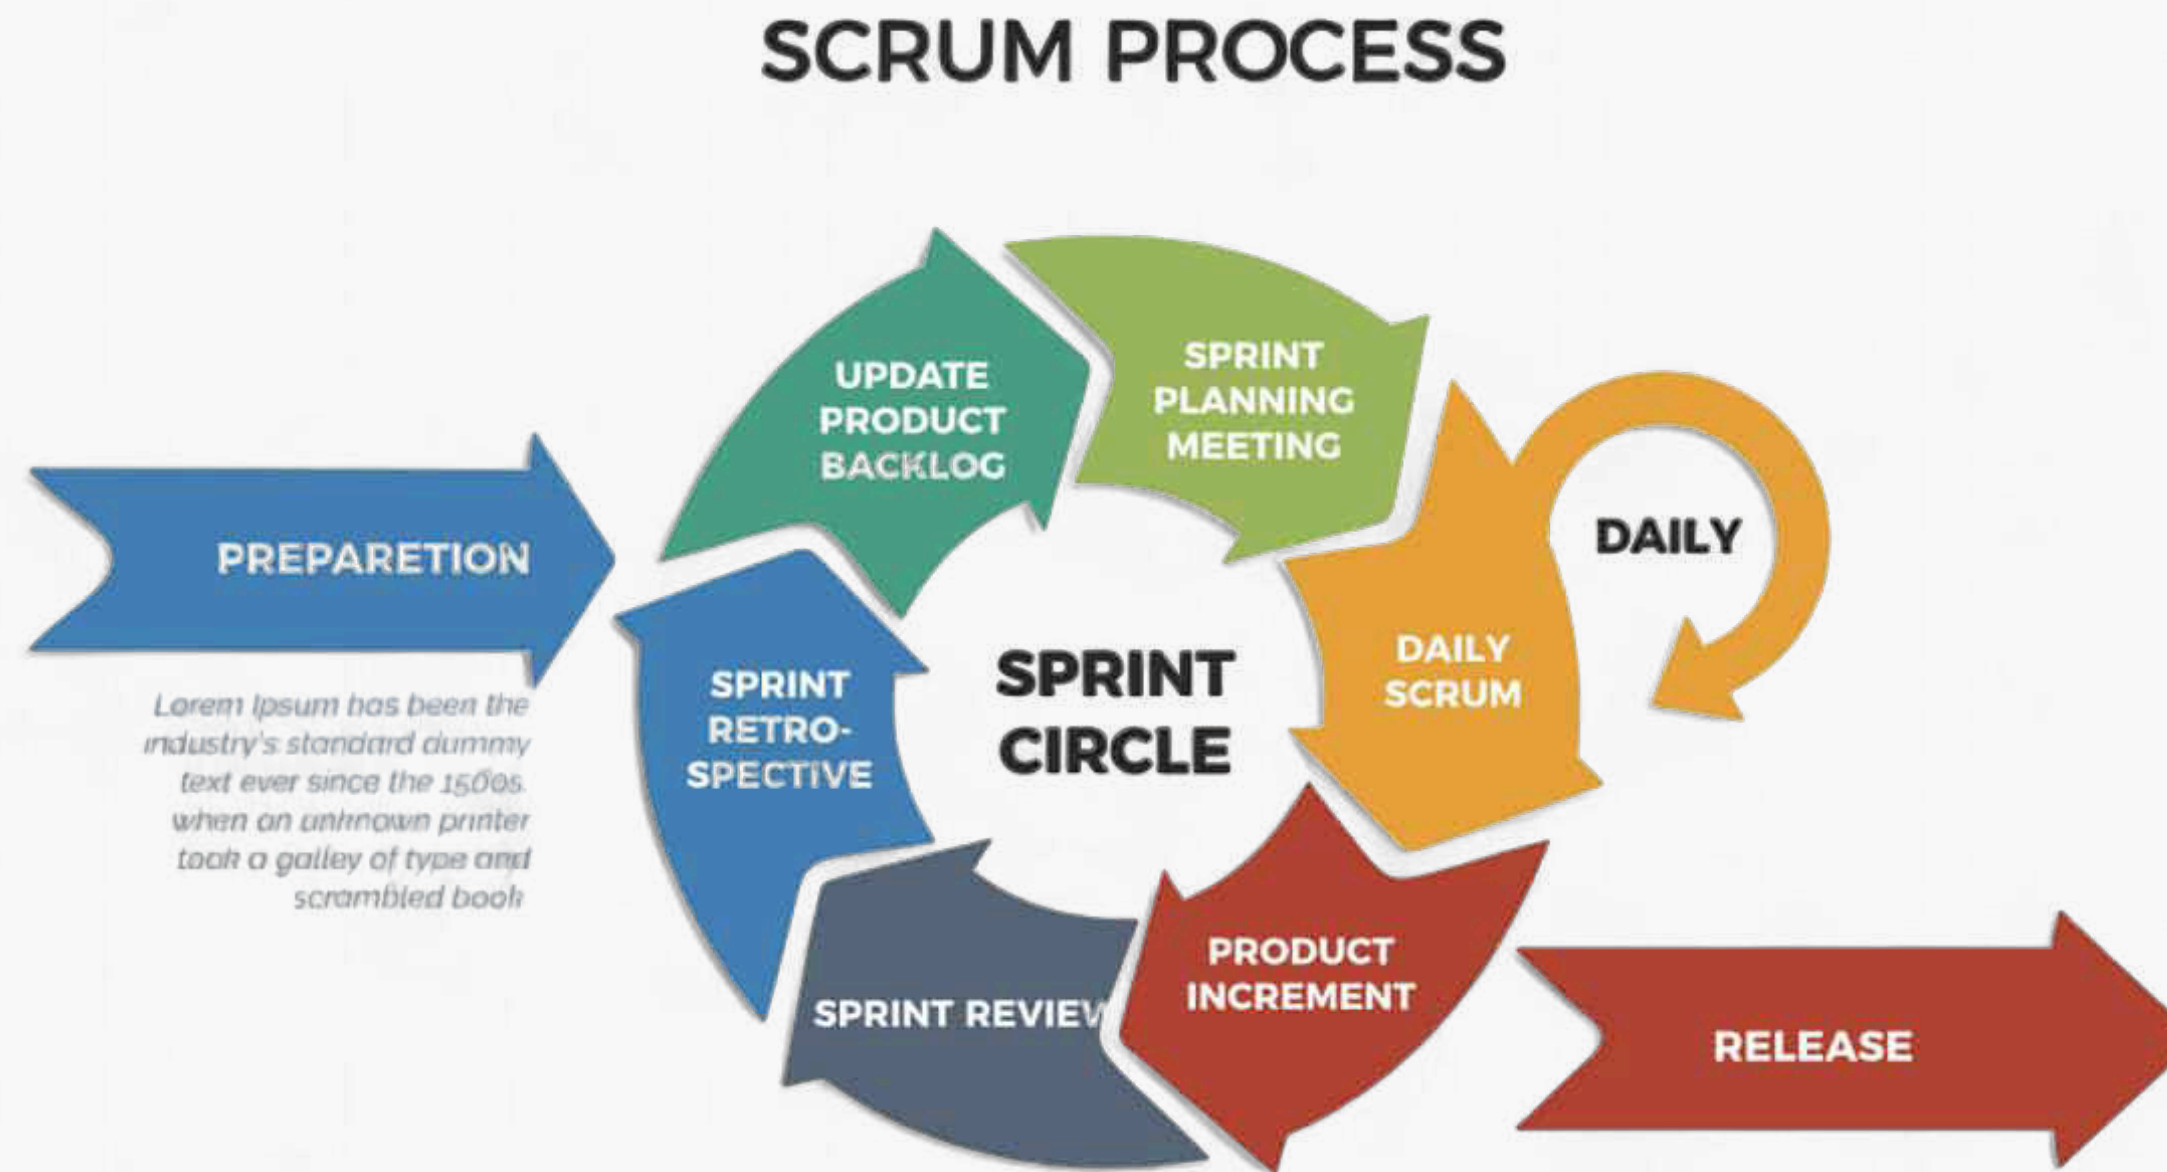 SCRUM PROCESS
PREPARETION
Lorem Ipsum has been the
industry's standard dummy
text ever since the 1500s.
when an unknown printer
took a galley of type and
scrambled book
UPDATE
PRODUCT
BACKLOG
SPRINT
PLANNING
MEETING
DAILY
DAILY
SCRUM
SPRINT
CIRCLE
SPRINT
RETRO-
SPECTIVE
SPRINT REVIEW
PRODUCT
INCREMENT
RELEASE